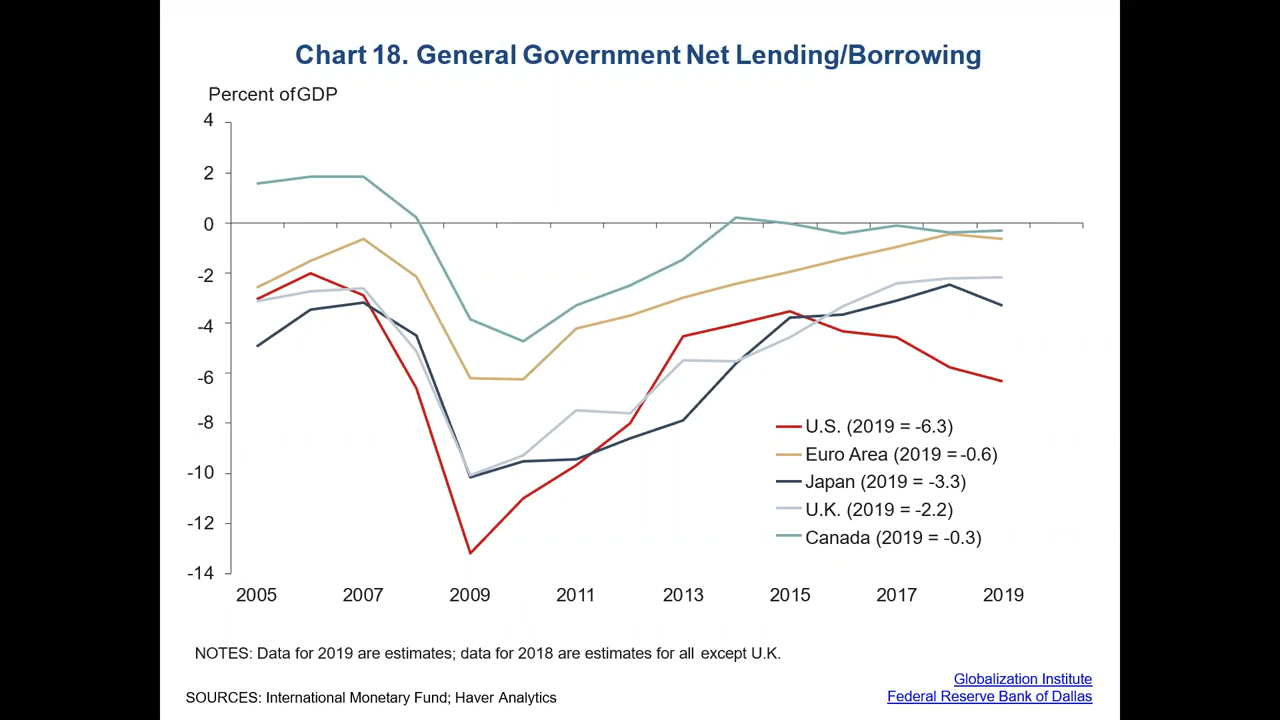 Chart 18. General Government Net Lending/Borrowing
Percent of GDP
4
2
0
-2
-4
-6
-8
-10
-12
-14
U.S. (2019 = -6.3)
Euro Area (2019 = -0.6)
Japan (2019 = -3.3)
U.K. (2019 = -2.2)
Canada (2019 = -0.3)
2005 2007 2009 2011 2013 2015 2017 2019
NOTES: Data for 2019 are estimates; data for 2018 are estimates for all except U.K.
Globalization Institute
SOURCES: International Monetary Fund; Haver Analytics
Federal Reserve Bank of Dallas